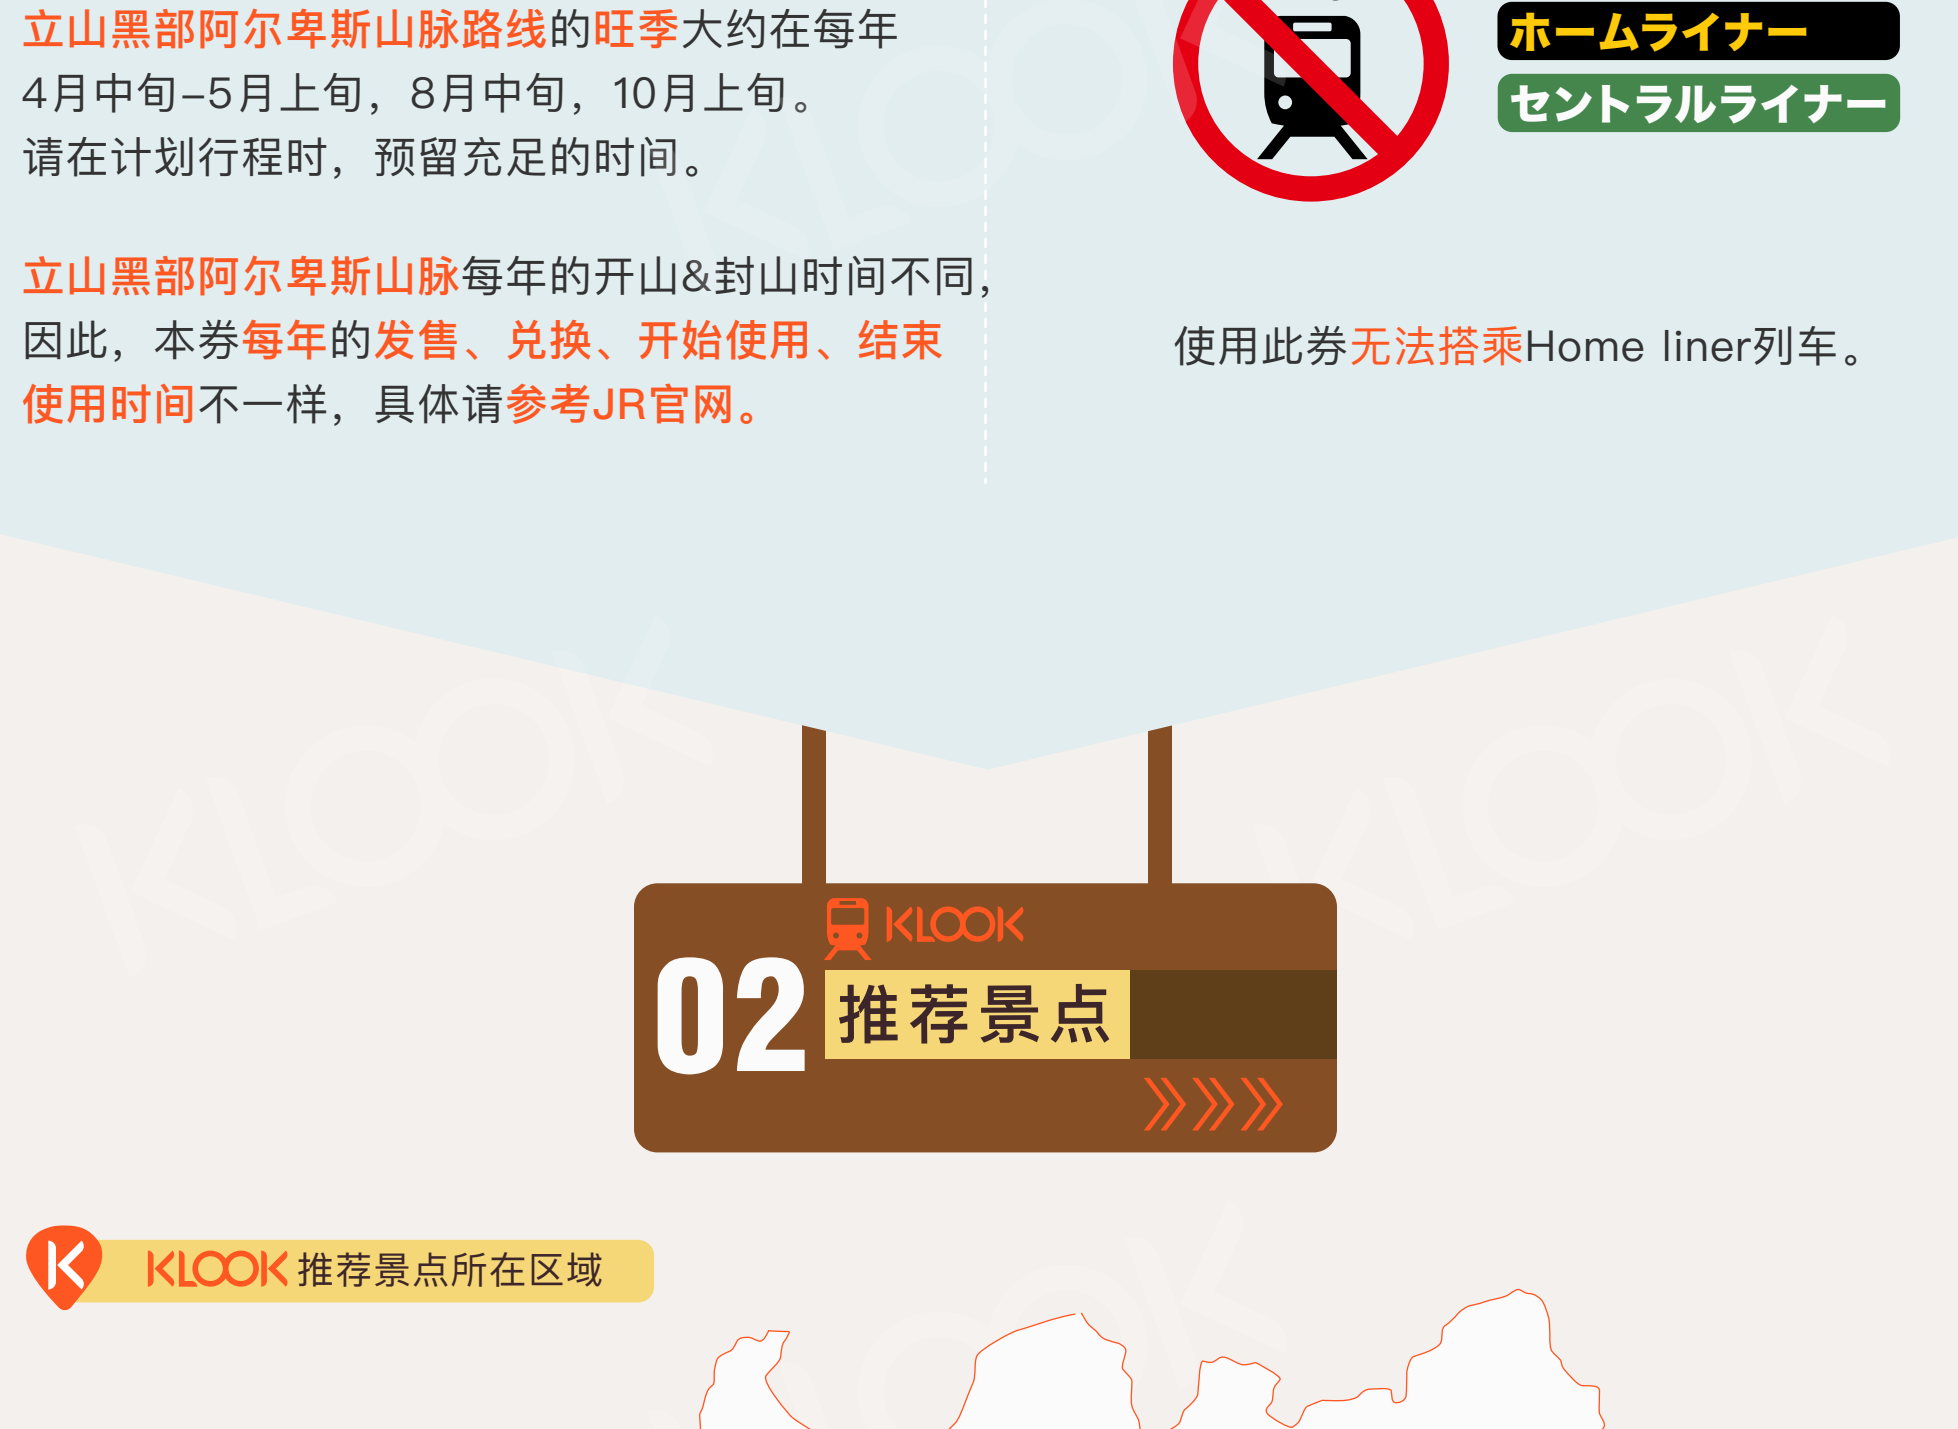 立山黑部阿尔卑斯山脉路线的旺季大约在每年
4月中旬–5月上旬，8月中旬，10月上旬。
请在计划行程时，预留充足的时间。
立山黑部阿尔卑斯山脉每年的开山&封山时间不同，
因此，本券每年的发售、兑换、开始使用、结束
使用时间不一样，具体请参考JR官网。
ホームライナー
セントラルライナー
使用此券无法搭乘Home liner列车。
KLOOK
02
推荐景点
KLOOK 推荐景点所在区域